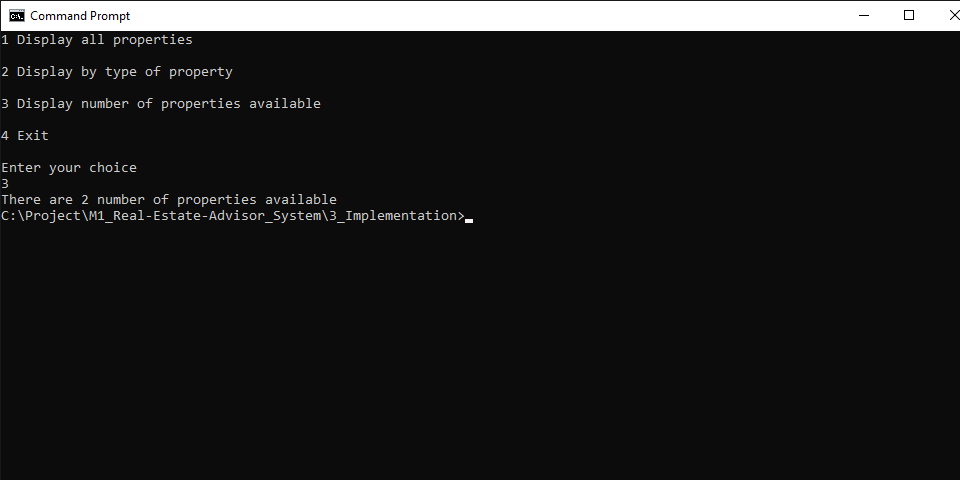 Command Prompt
1 Display all properties
2 Display by type of property
3 Display number of properties available
4 Exit
Enter your choice
3
There are 2 number of properties available
C:\Project\M1_Real-Estate-Advisor_System\3_Implementation>